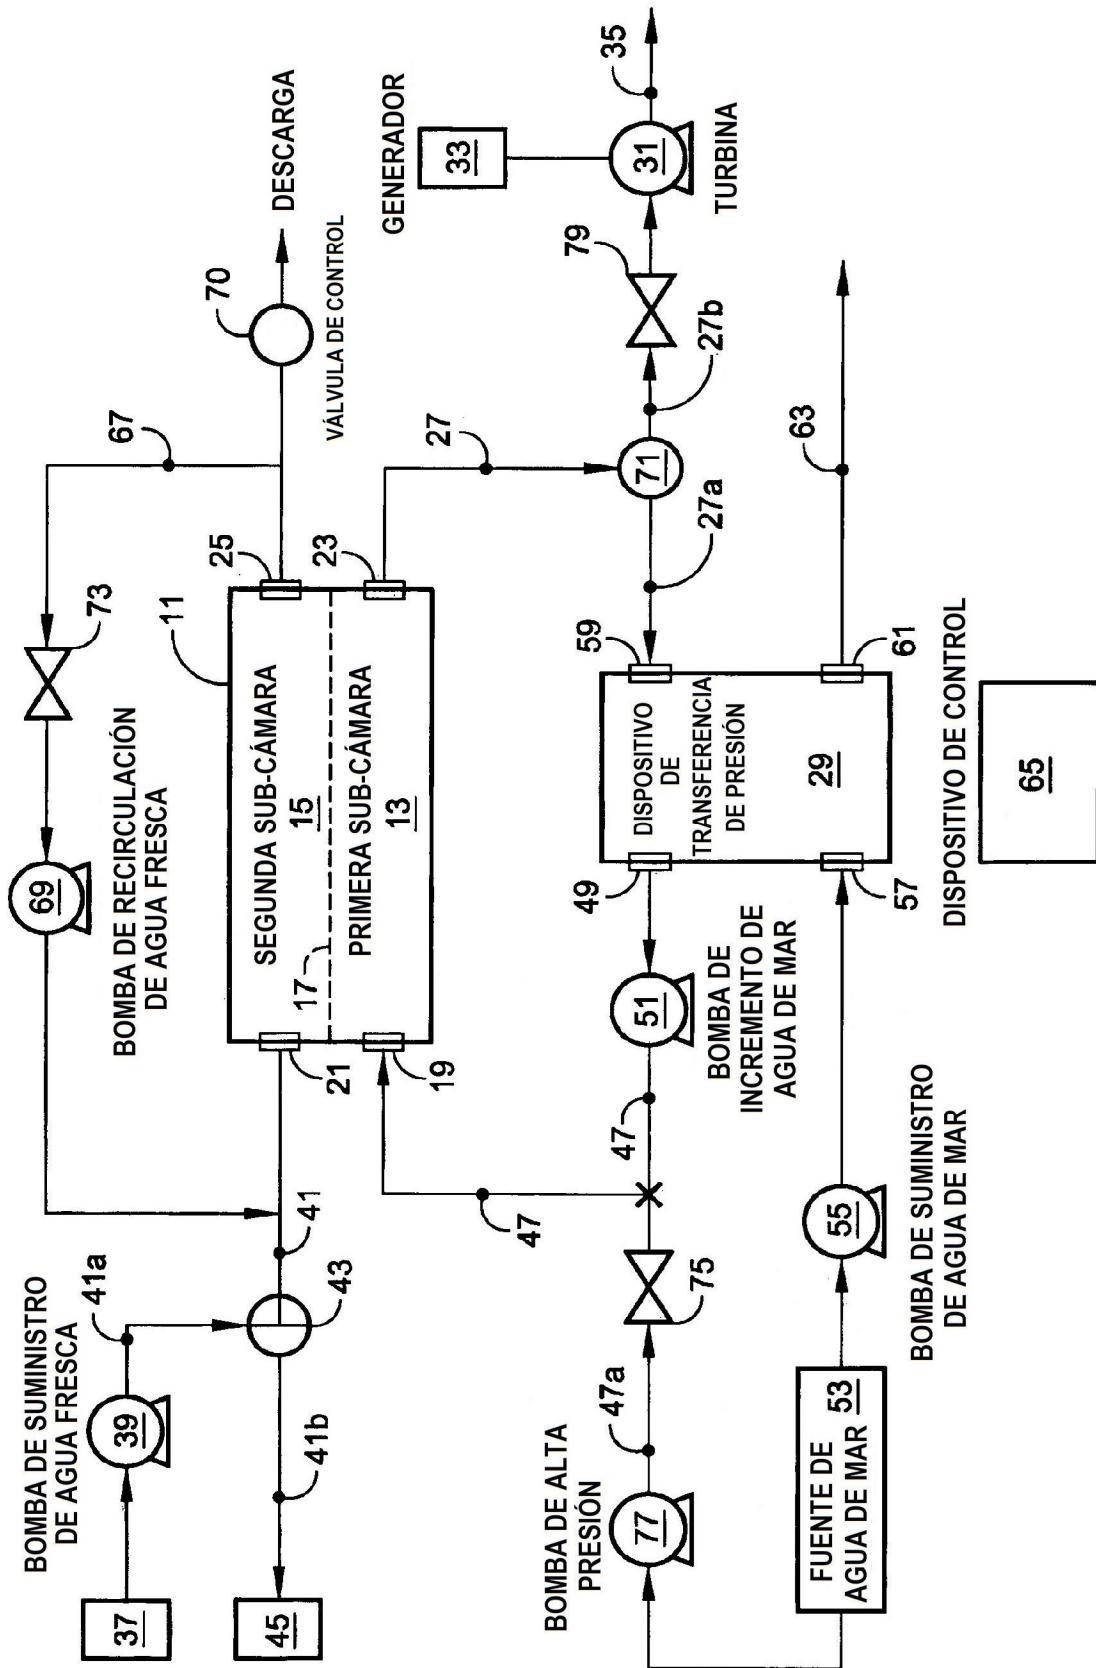 BOMBA DE SUMINISTRO
DE AGUA FRESCA
37
39
41a
45
41b
43
41
BOMBA DE RECIRCULACIÓN
DE AGUA FRESCA
69
73
67
11
SEGUNDA SUB-CÁMARA
15
17
PRIMERA SUB-CÁMARA
13
21
19
25
23
70
DESCARGA
VÁLVULA DE CONTROL
27
GENERADOR
33
BOMBA DE ALTA
PRESIÓN
77
47a
75
47
47
51
BOMBA DE
INCREMENTO DE
AGUA DE MAR
49
DISPOSITIVO
DE
TRANSFERENCIA
DE PRESIÓN
29
59
27a
71
27b
79
31
TURBINA
35
FUENTE DE
AGUA DE MAR
53
55
BOMBA DE SUMINISTRO
DE AGUA DE MAR
57
61
63
DISPOSITIVO DE CONTROL
65